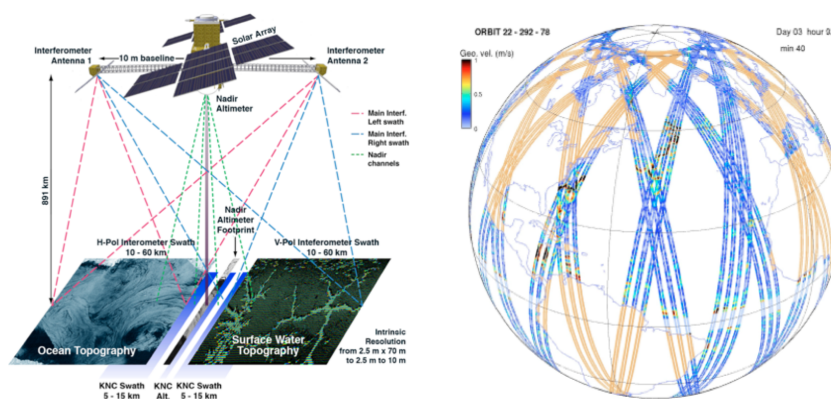 Interferometer
Antenna 1
10 m baseline
Solar Array
Interferometer
Antenna 2
Nadir
Altimeter
Main Interf.
Left swath
Main Interf.
Right swath
Nadir
channels
891 km
Nadir
Altimeter
Footprint
H-Pol Interometer Swath
10 - 60 km
V-Pol Inteferometer Swath
10 - 60 km
Ocean Topography
Surface Water
Topography
Intrinsic
Resolution
from 2.5 m x 70 m
to 2.5 m to 10 m
KNC Swath
5 - 15 km
KNC
Alt.
KNC Swath
5 - 15 km
ORBIT 22 - 292 - 78
Day 03 hour 0
min 40
Geo. vel. (m/s)
1
0.5
0